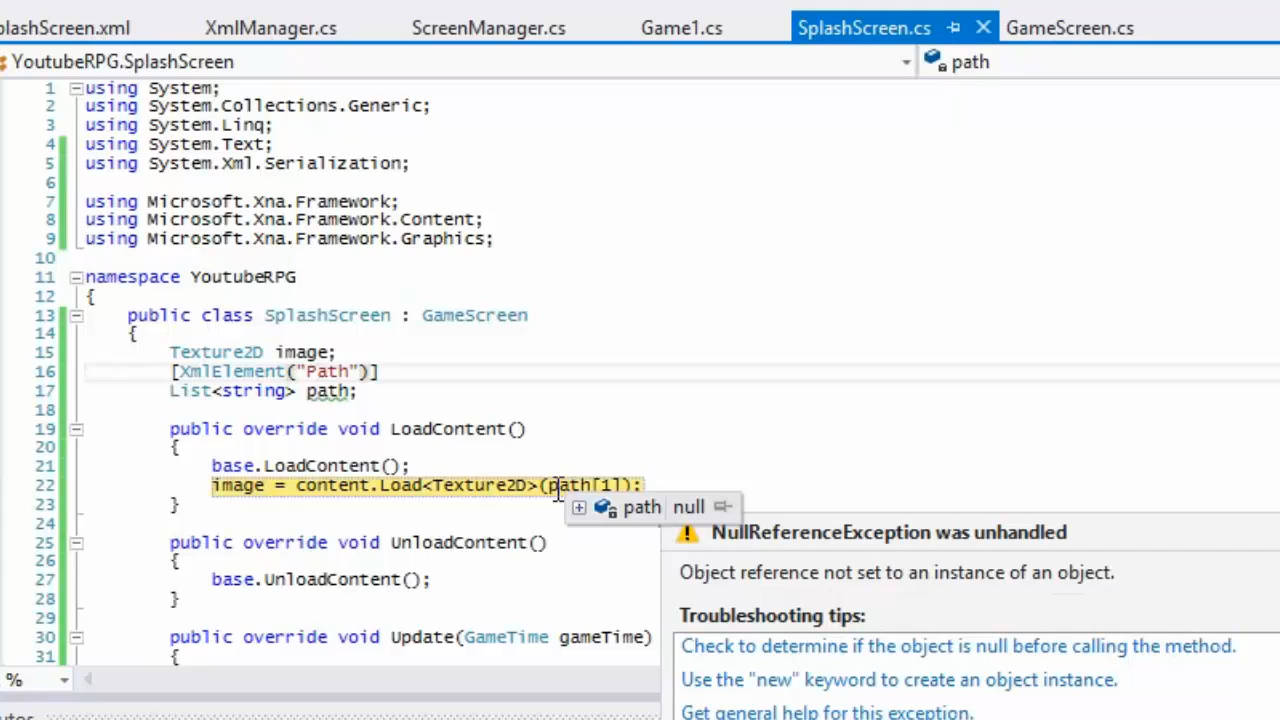 plashScreen.xml XmlManager.cs ScreenManager.cs Game1.cs SplashScreen.cs GameScreen.cs
YoutubeRPG.SplashScreen path
1 using System;
2 using System.Collections.Generic;
3 using System.Linq;
4 using System.Text;
5 using System.Xml.Serialization;
6
7 using Microsoft.Xna.Framework;
8 using Microsoft.Xna.Framework.Content;
9 using Microsoft.Xna.Framework.Graphics;
10
11 namespace YoutubeRPG
12 {
13 public class SplashScreen : GameScreen
14 {
15 Texture2D image;
16 [XmlElement("Path")]
17 List<string> path;
18
19 public override void LoadContent()
20 {
21 base.LoadContent();
22 image = content.Load<Texture2D>(path[1]);
23 }
path null
24
25 public override void UnloadContent()
26 {
27 base.UnloadContent();
28 }
29
30 public override void Update(GameTime gameTime)
31 {
NullReferenceException was unhandled
Object reference not set to an instance of an object.
Troubleshooting tips:
Check to determine if the object is null before calling the method.
Use the "new" keyword to create an object instance.
Get general help for this exception.
%